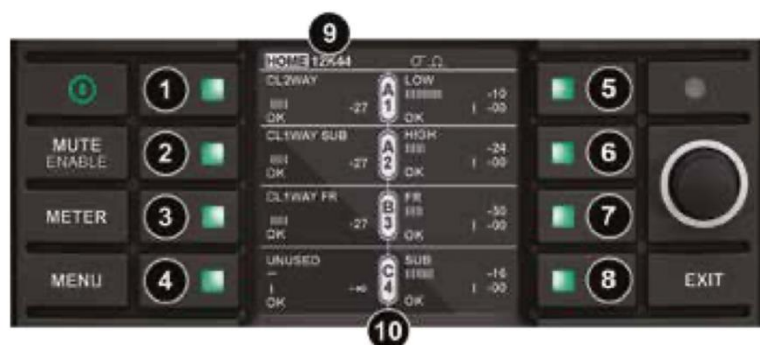 9
HOME 12K44
1
5
MUTE
ENABLE
2
6
METER
3
7
MENU
4
8
EXIT
CL2WAY
-27
OK
A
1
LOW
-10
-00
OK
CL1WAY SUB
-27
OK
A
2
HIGH
-24
-00
OK
CL1WAY FR
-27
OK
B
3
FR
-30
-00
OK
UNUSED
-∞
OK
C
4
SUB
-16
-00
OK
10